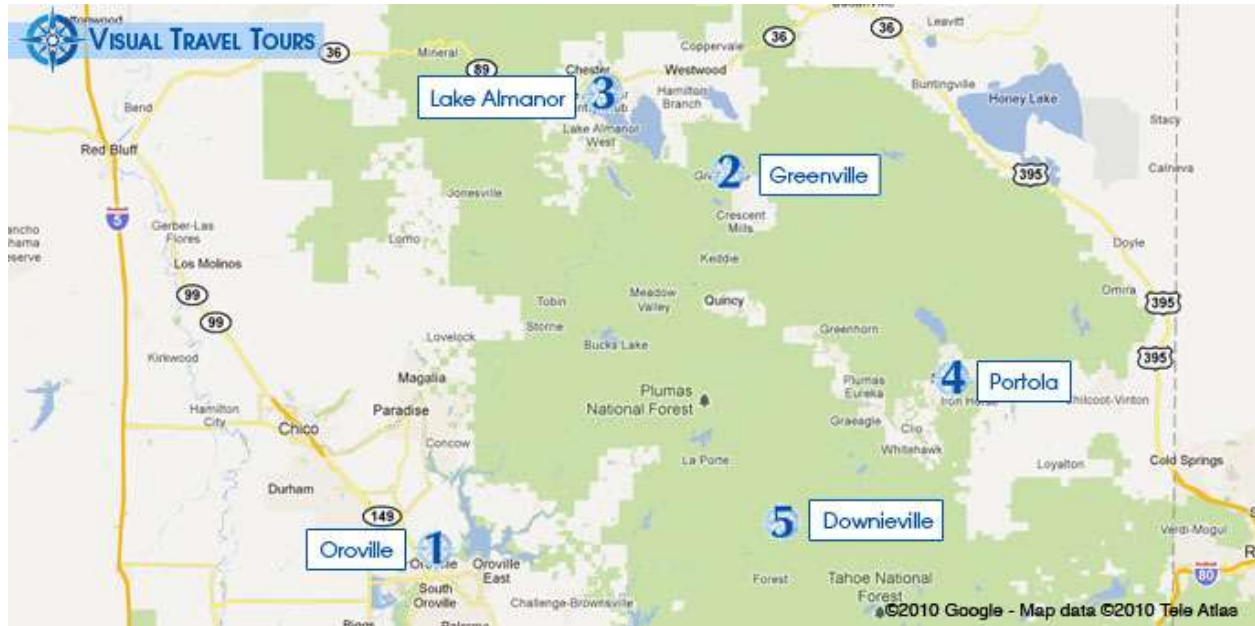 Visual Travel Tours
36
Mineral
89
Chester
Coppervale
36
36
Leavitt
Westwood
Hamilton
Branch
Lake Almanor
3
Lake Almanor
West
Buntingville
Honey Lake
Stacy
Calneva
395
Bend
Red Bluff
5
2
Greenville
Jonesville
Crescent
Mills
Gerber-Las
Flores
Lomo
Los Molinos
Keddie
Doyle
Omira
395
99
99
Tobin
Storrie
Meadow
Valley
Quincy
Bucks Lake
Greenhorn
Lovelock
Kirkwood
Magalia
395
Paradise
Plumas
National Forest
Plumas
Eureka
4
Portola
Hamilton
City
Chico
Concow
Graeagle
Clio
Whitehawk
La Porte
Loyalton
Cold Springs
Durham
149
Oroville
1
Oroville
East
5
Downieville
Verdi-Mogul
South
Oroville
Forest
Tahoe National
Forest
80
Challenge-Brownsville
Biggs
Palermo
©2010 Google - Map data ©2010 Tele Atlas